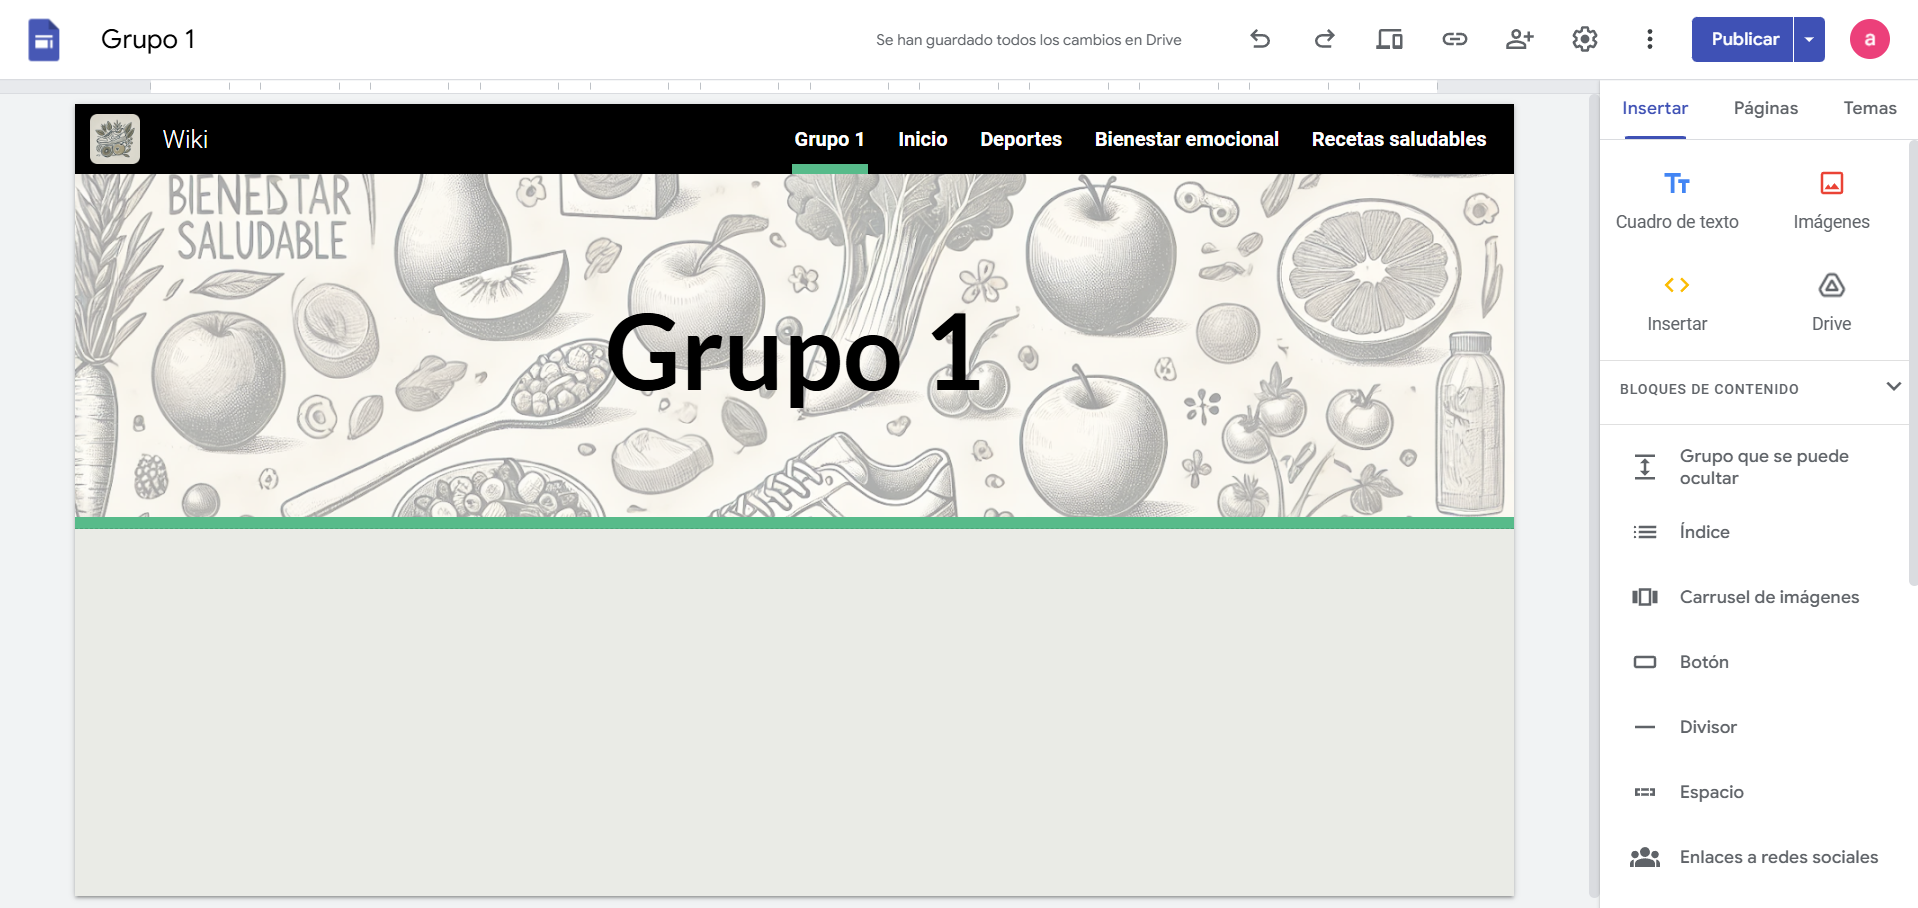 Grupo 1
Se han guardado todos los cambios en Drive
Publicar
a
Wiki
Grupo 1 Inicio Deportes Bienestar emocional Recetas saludables
BIENESTAR
SALUDABLE
Grupo 1
Insertar Páginas Temas
Cuadro de texto Imágenes
Insertar Drive
BLOQUES DE CONTENIDO
Grupo que se puede
ocultar
Índice
Carrusel de imágenes
Botón
Divisor
Espacio
Enlaces a redes sociales